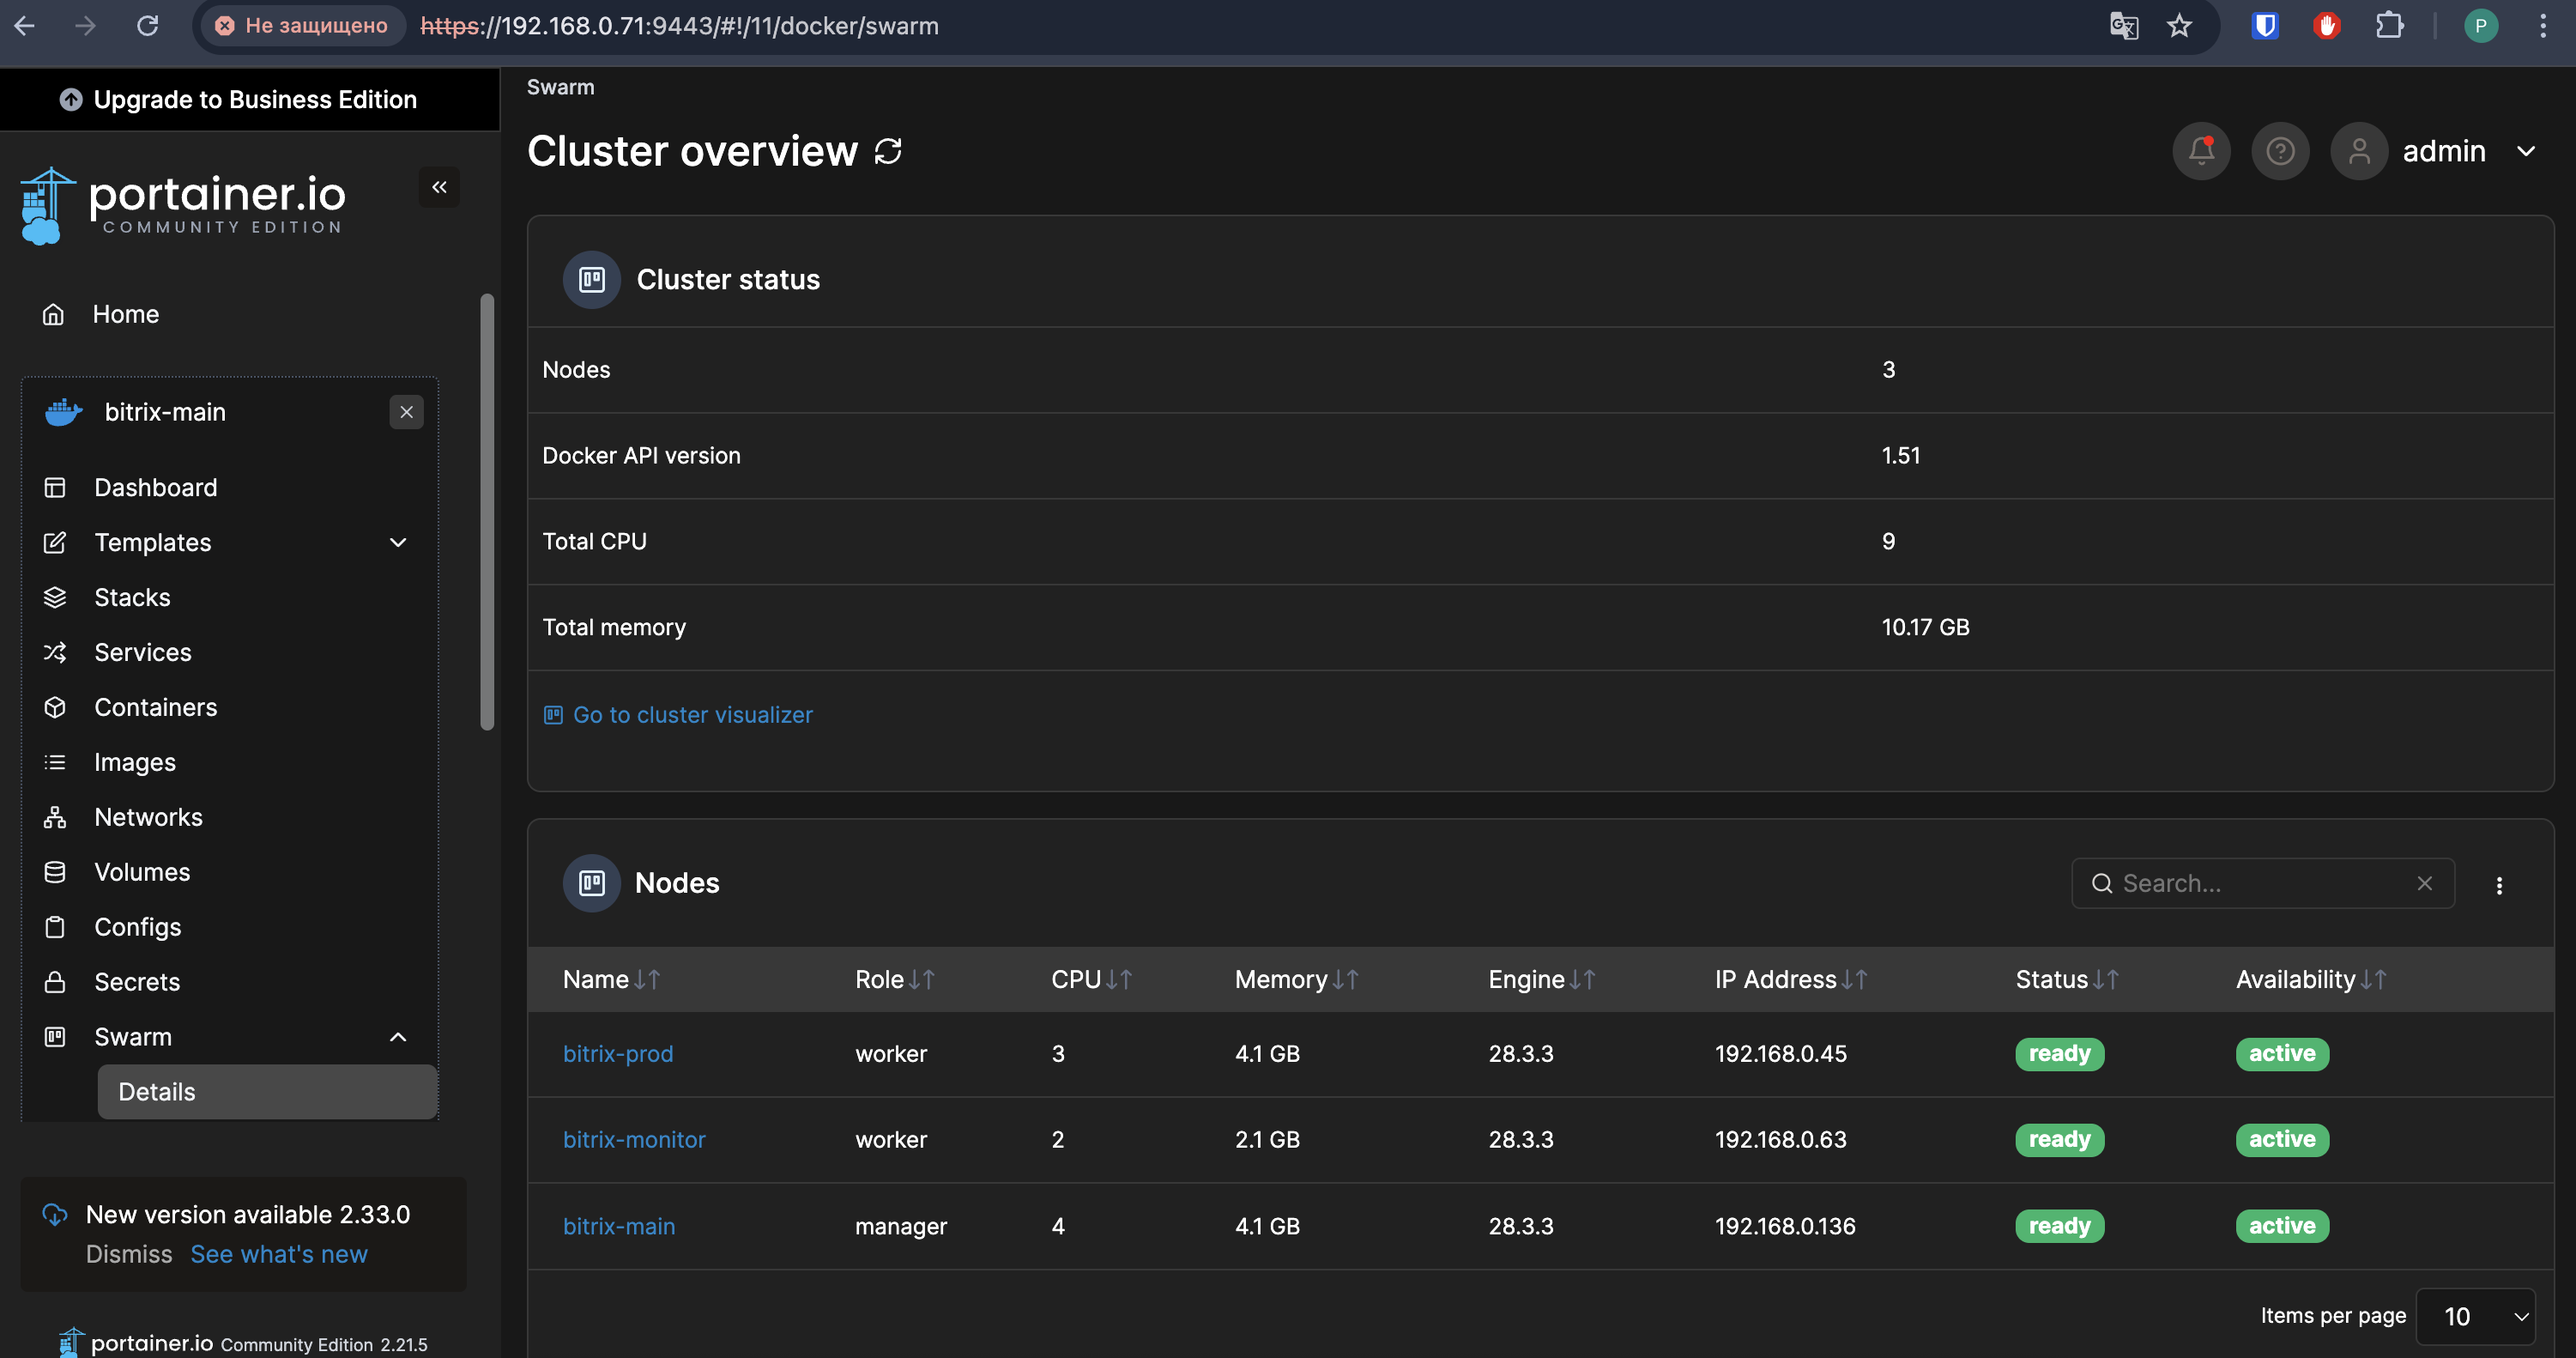 Не защищено https://192.168.0.71:9443/#!/11/docker/swarm
P
Upgrade to Business Edition
portainer.io
COMMUNITY EDITION
Home
bitrix-main
Dashboard
Templates
Stacks
Services
Containers
Images
Networks
Volumes
Configs
Secrets
Swarm
Details
New version available 2.33.0
Dismiss See what's new
portainer.io Community Edition 2.21.5
Swarm
Cluster overview
admin
Cluster status
Nodes 3
Docker API version 1.51
Total CPU 9
Total memory 10.17 GB
Go to cluster visualizer
Nodes
Search...
Name Role CPU Memory Engine IP Address Status Availability
bitrix-prod worker 3 4.1 GB 28.3.3 192.168.0.45 ready active
bitrix-monitor worker 2 2.1 GB 28.3.3 192.168.0.63 ready active
bitrix-main manager 4 4.1 GB 28.3.3 192.168.0.136 ready active
Items per page 10